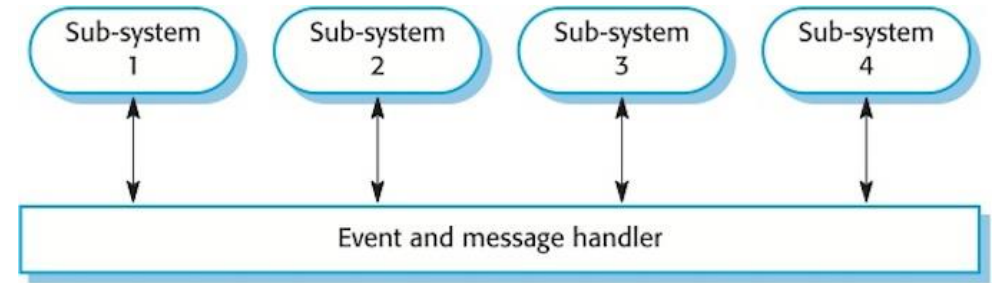 Sub-system
1
Sub-system
2
Sub-system
3
Sub-system
4
Event and message handler